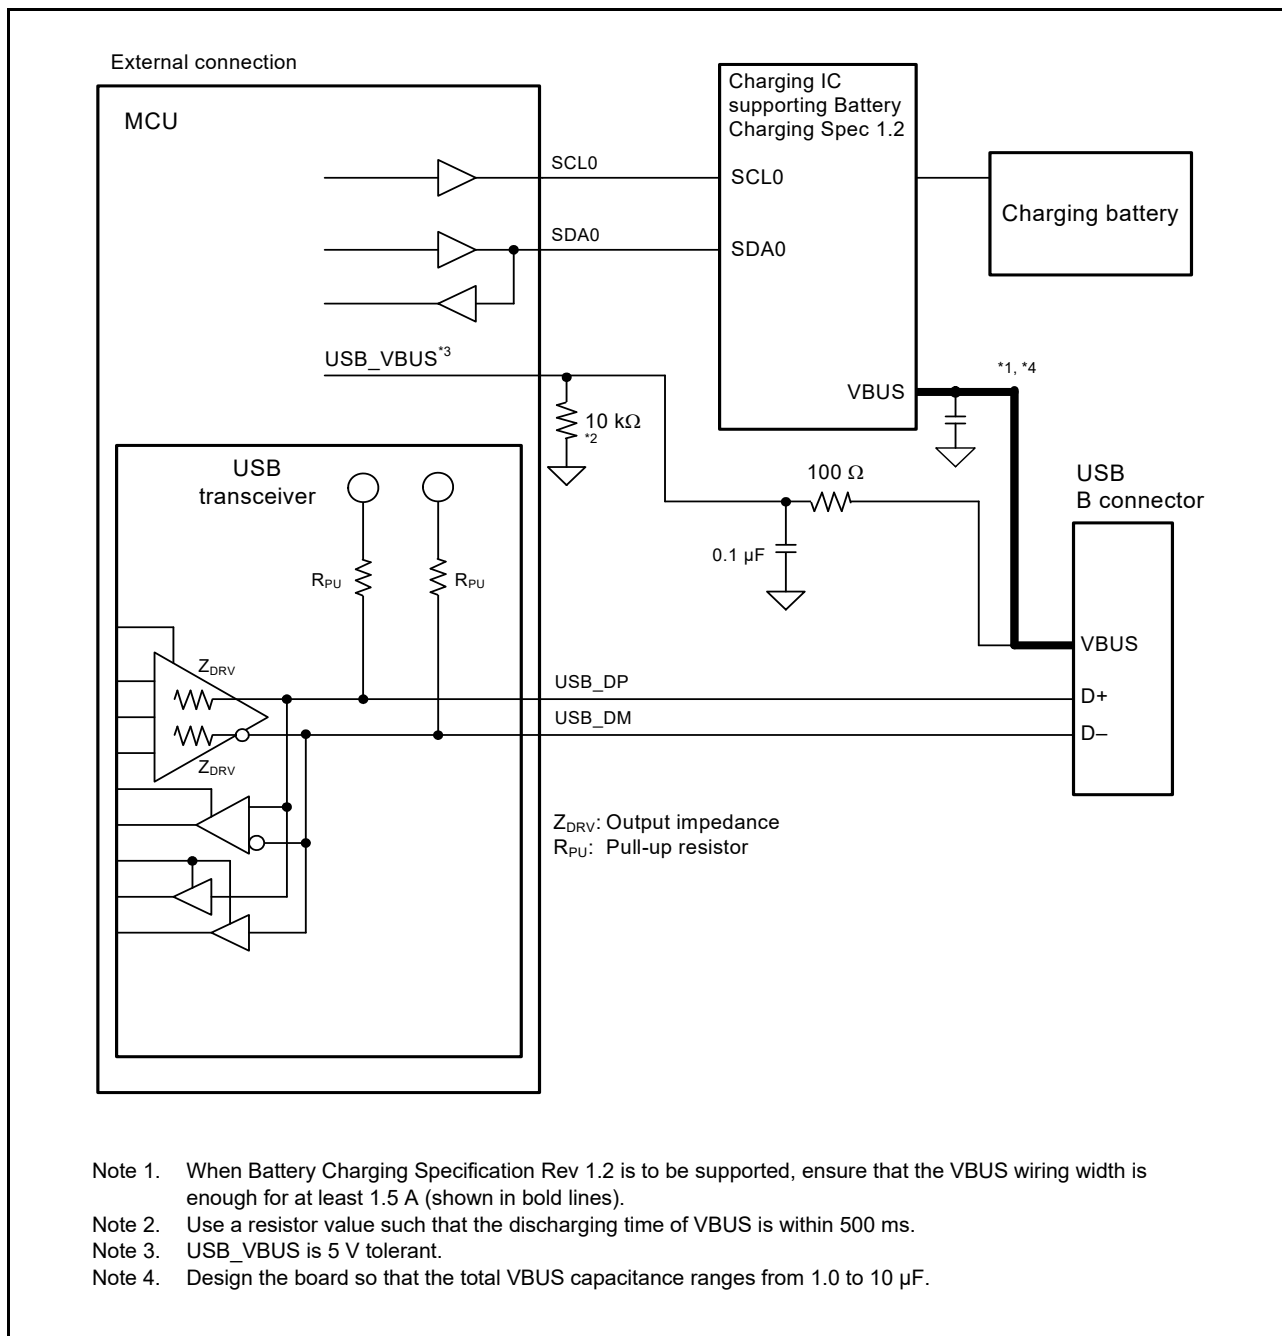 External connection
MCU
Charging IC
supporting Battery
Charging Spec 1.2
SCL0
SCL0
SDA0
SDA0
Charging battery
USB_VBUS*3
10 kΩ
*2
VBUS
*1, *4
100 Ω
0.1 µF
USB
B connector
USB
transceiver
RPU
RPU
VBUS
ZDRV
USB_DP
D+
USB_DM
D–
ZDRV
ZDRV: Output impedance
RPU: Pull-up resistor
Note 1. When Battery Charging Specification Rev 1.2 is to be supported, ensure that the VBUS wiring width is
enough for at least 1.5 A (shown in bold lines).
Note 2. Use a resistor value such that the discharging time of VBUS is within 500 ms.
Note 3. USB_VBUS is 5 V tolerant.
Note 4. Design the board so that the total VBUS capacitance ranges from 1.0 to 10 µF.